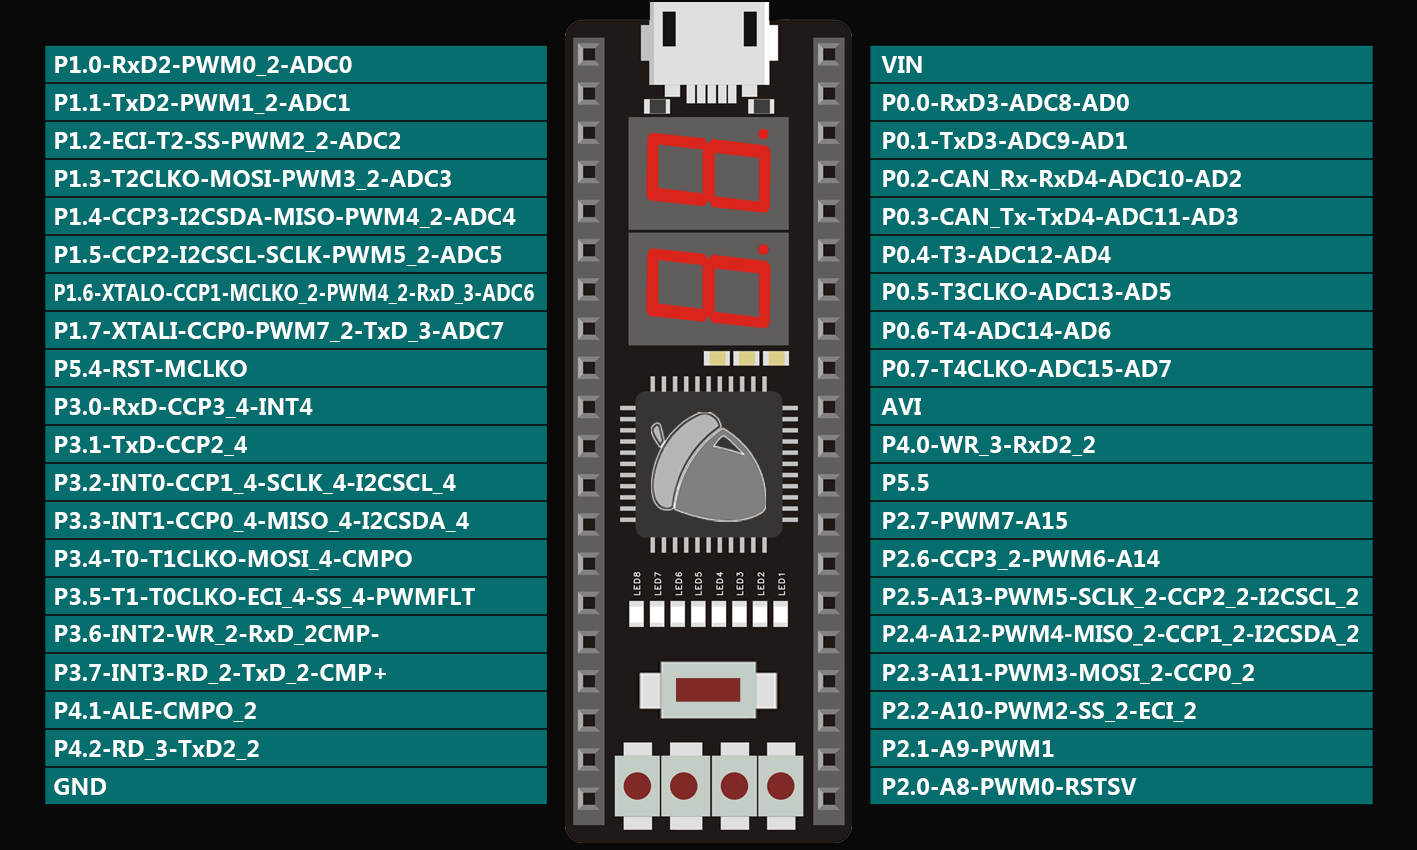 P1.0-RxD2-PWM0_2-ADC0
P1.1-TxD2-PWM1_2-ADC1
P1.2-ECI-T2-SS-PWM2_2-ADC2
P1.3-T2CLKO-MOSI-PWM3_2-ADC3
P1.4-CCP3-I2CSDA-MISO-PWM4_2-ADC4
P1.5-CCP2-I2CSCL-SCLK-PWM5_2-ADC5
P1.6-XTALO-CCP1-MCLKO_2-PWM4_2-RxD_3-ADC6
P1.7-XTALI-CCP0-PWM7_2-TxD_3-ADC7
P5.4-RST-MCLKO
P3.0-RxD-CCP3_4-INT4
P3.1-TxD-CCP2_4
P3.2-INT0-CCP1_4-SCLK_4-I2CSCL_4
P3.3-INT1-CCP0_4-MISO_4-I2CSDA_4
P3.4-T0-T1CLKO-MOSI_4-CMPO
P3.5-T1-T0CLKO-ECI_4-SS_4-PWMFLT
P3.6-INT2-WR_2-RxD_2CMP-
P3.7-INT3-RD_2-TxD_2-CMP+
P4.1-ALE-CMPO_2
P4.2-RD_3-TxD2_2
GND
LED8
LED7
LED6
LED5
LED4
LED3
LED2
LED1
VIN
P0.0-RxD3-ADC8-AD0
P0.1-TxD3-ADC9-AD1
P0.2-CAN_Rx-RxD4-ADC10-AD2
P0.3-CAN_Tx-TxD4-ADC11-AD3
P0.4-T3-ADC12-AD4
P0.5-T3CLKO-ADC13-AD5
P0.6-T4-ADC14-AD6
P0.7-T4CLKO-ADC15-AD7
AVI
P4.0-WR_3-RxD2_2
P5.5
P2.7-PWM7-A15
P2.6-CCP3_2-PWM6-A14
P2.5-A13-PWM5-SCLK_2-CCP2_2-I2CSCL_2
P2.4-A12-PWM4-MISO_2-CCP1_2-I2CSDA_2
P2.3-A11-PWM3-MOSI_2-CCP0_2
P2.2-A10-PWM2-SS_2-ECI_2
P2.1-A9-PWM1
P2.0-A8-PWM0-RSTSV